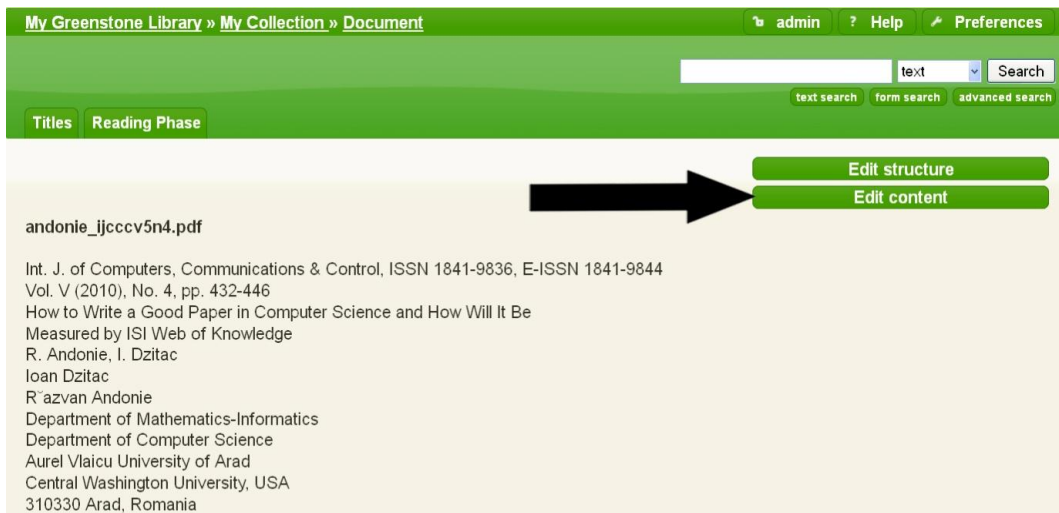 My Greenstone Library » My Collection » Document
admin ? Help Preferences
text Search
text search form search advanced search
Titles Reading Phase
Edit structure
Edit content
andonie_ijcccv5n4.pdf
Int. J. of Computers, Communications & Control, ISSN 1841-9836, E-ISSN 1841-9844
Vol. V (2010), No. 4, pp. 432-446
How to Write a Good Paper in Computer Science and How Will It Be
Measured by ISI Web of Knowledge
R. Andonie, I. Dzitac
Ioan Dzitac
R˘azvan Andonie
Department of Mathematics-Informatics
Department of Computer Science
Aurel Vlaicu University of Arad
Central Washington University, USA
310330 Arad, Romania